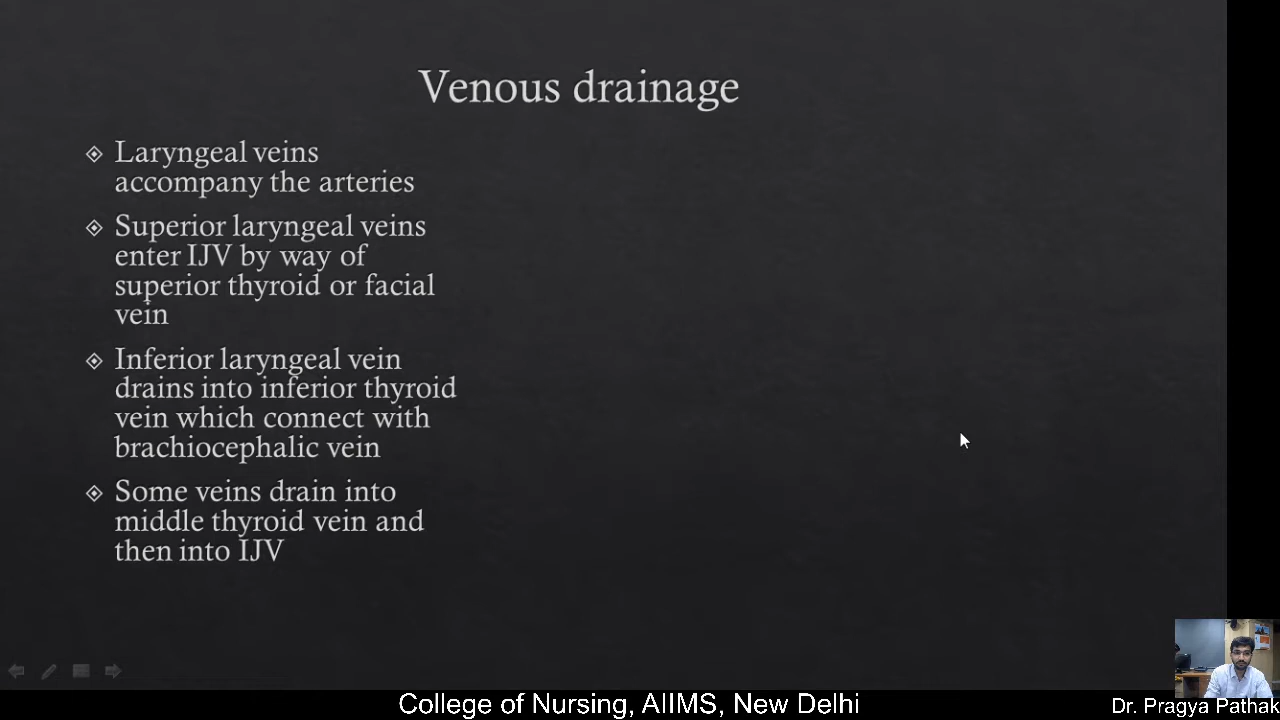 Venous drainage
Laryngeal veins
accompany the arteries
Superior laryngeal veins
enter IJV by way of
superior thyroid or facial
vein
Inferior laryngeal vein
drains into inferior thyroid
vein which connect with
brachiocephalic vein
Some veins drain into
middle thyroid vein and
then into IJV
College of Nursing, AIIMS, New Delhi
Dr. Pragya Pathak